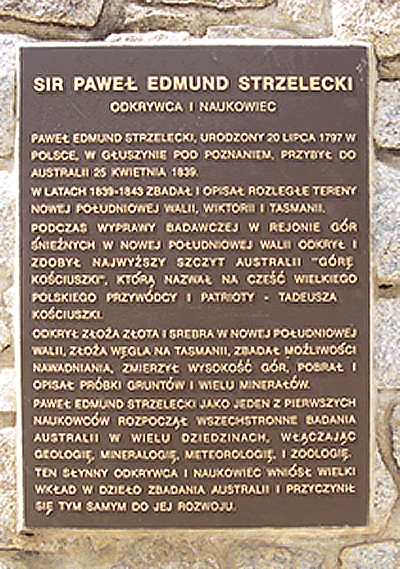 SIR PAWEŁ EDMUND STRZELECKI
ODKRYWCA I NAUKOWIEC
PAWEŁ EDMUND STRZELECKI, URODZONY 20 LIPCA 1797 W
POLSCE, W GŁUSZYNIE POD POZNANIEM, PRZYBYŁ DO
AUSTRALII 25 KWIETNIA 1839.
W LATACH 1839-1843 ZBADAŁ I OPISAŁ ROZLEGŁE TERENY
NOWEJ POŁUDNIOWEJ WALII, WIKTORII I TASMANII.
PODCZAS WYPRAWY BADAWCZEJ W REJONIE GÓR
ŚNIEŻNYCH W NOWEJ POŁUDNIOWEJ WALII ODKRYŁ I
ZDOBYŁ NAJWYŻSZY SZCZYT AUSTRALII "GÓRĘ
KOŚCIUSZKI", KTÓRĄ NAZWAŁ NA CZEŚĆ WIELKIEGO
POLSKIEGO PRZYWÓDCY I PATRIOTY - TADEUSZA
KOŚCIUSZKI.
ODKRYŁ ZŁOŻA ZŁOTA I SREBRA W NOWEJ POŁUDNIOWEJ
WALII, ZŁOŻA WĘGLA NA TASMANII, ZBADAŁ MOŻLIWOŚCI
NAWADNIANIA, ZMIERZYŁ WYSOKOŚĆ GÓR, POBRAŁ I
OPISAŁ PRÓBKI GRUNTÓW I WIELU MINERAŁÓW.
PAWEŁ EDMUND STRZELECKI JAKO JEDEN Z PIERWSZYCH
NAUKOWCÓW ROZPOCZĄŁ WSZECHSTRONNE BADANIA
AUSTRALII W WIELU DZIEDZINACH, WŁĄCZAJĄC
GEOLOGIĘ, MINERALOGIĘ, METEOROLOGIĘ, I ZOOLOGIĘ.
TEN SŁYNNY ODKRYWCA I NAUKOWIEC WNIÓSŁ WIELKI
WKŁAD W DZIEŁO ZBADANIA AUSTRALII I PRZYCZYNIŁ
SIĘ TYM SAMYM DO JEJ ROZWOJU.